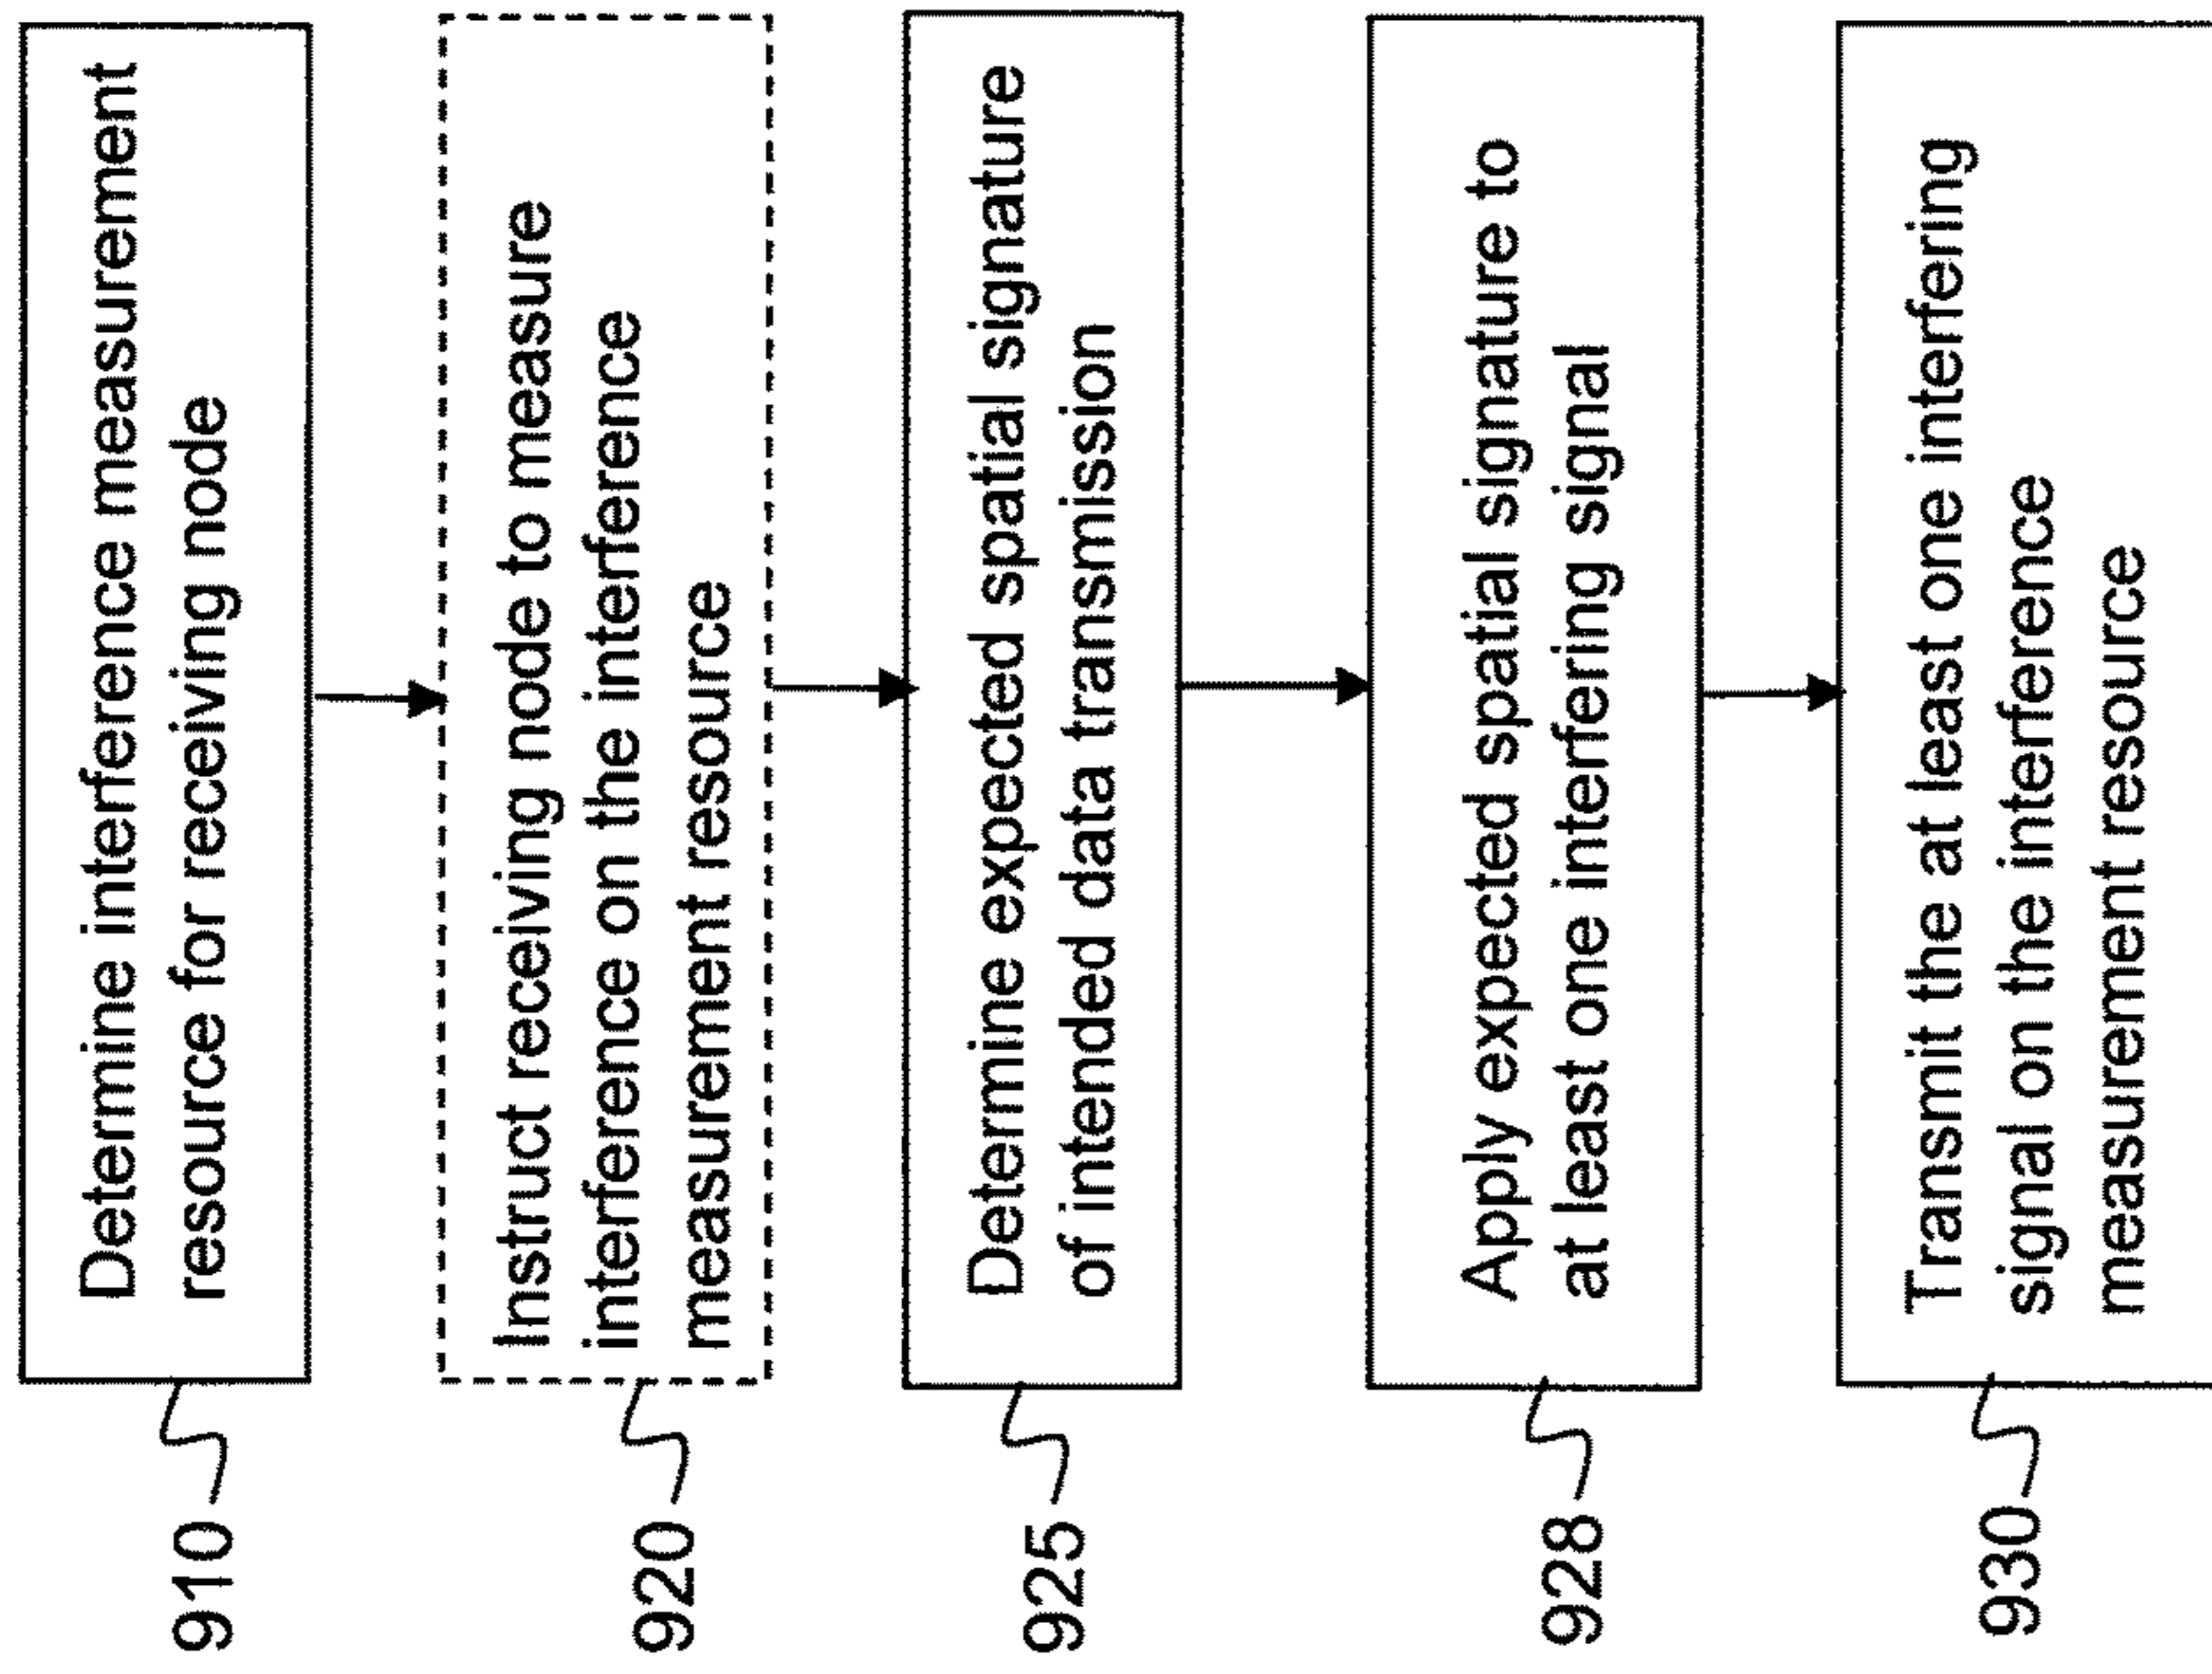 910
Determine interference measurement
resource for receiving node
920
Instruct receiving node to measure
interference on the interference
measurement resource
925
Determine expected spatial signature
of intended data transmission
928
Apply expected spatial signature to
at least one interfering signal
930
Transmit the at least one interfering
signal on the interference
measurement resource